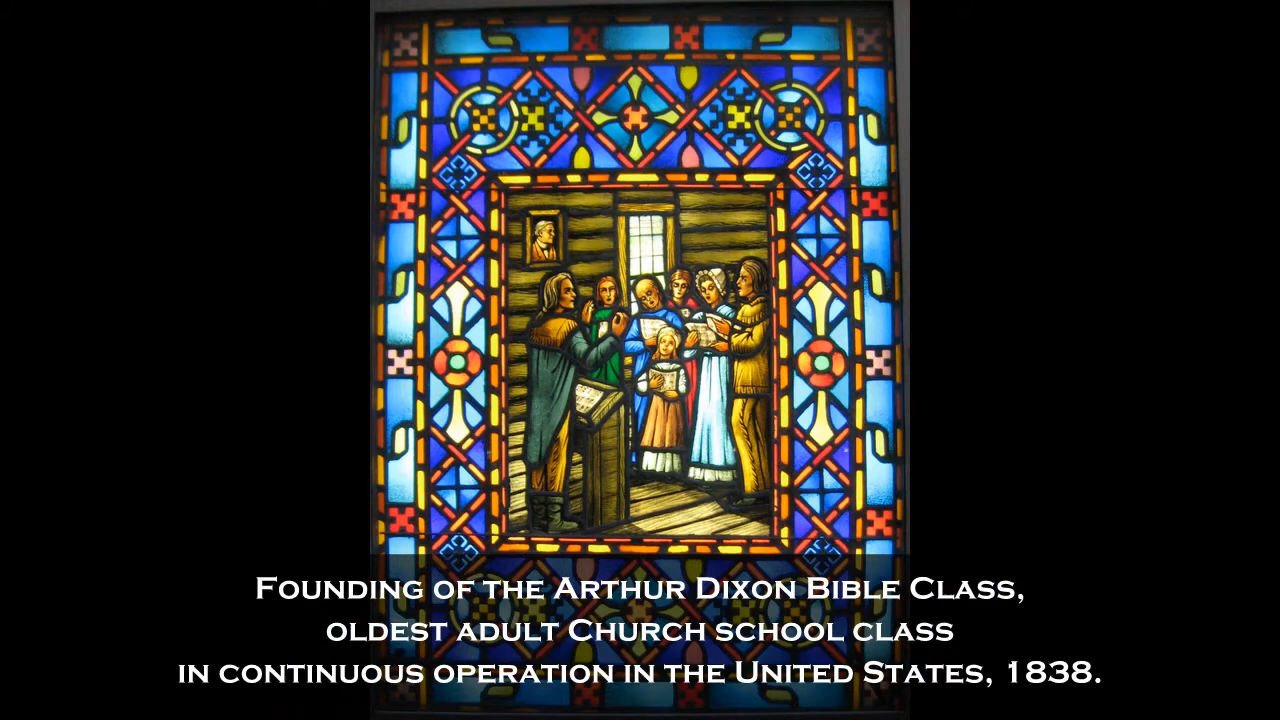 Founding of the Arthur Dixon Bible Class,
oldest adult Church school class
in continuous operation in the United States, 1838.